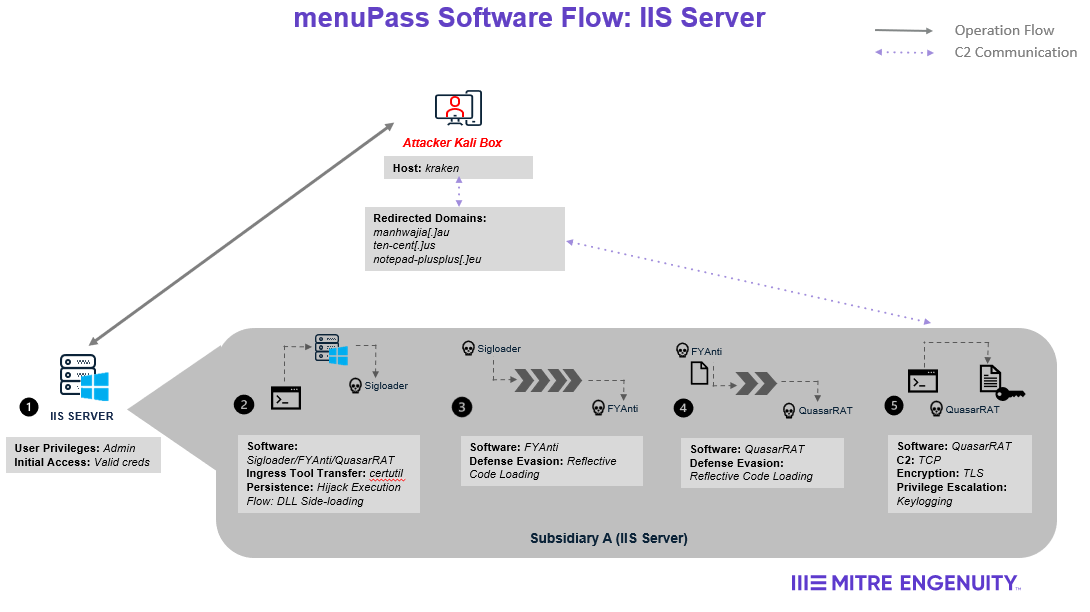 menuPass Software Flow: IIS Server
Operation Flow
C2 Communication
Attacker Kali Box
Host: kraken
Redirected Domains:
manhwajia[.]au
ten-cent[.]us
notepad-plusplus[.]eu
1
IIS SERVER
User Privileges: Admin
Initial Access: Valid creds
2
Sigloader
Software:
Sigloader/FYAnti/QuasarRAT
Ingress Tool Transfer: certutil
Persistence: Hijack Execution
Flow: DLL Side-loading
Sigloader
3
FYAnti
Software: FYAnti
Defense Evasion: Reflective
Code Loading
FYAnti
4
QuasarRAT
Software: QuasarRAT
Defense Evasion:
Reflective Code Loading
5
QuasarRAT
Software: QuasarRAT
C2: TCP
Encryption: TLS
Privilege Escalation:
Keylogging
Subsidiary A (IIS Server)
MITRE ENGENUITY™